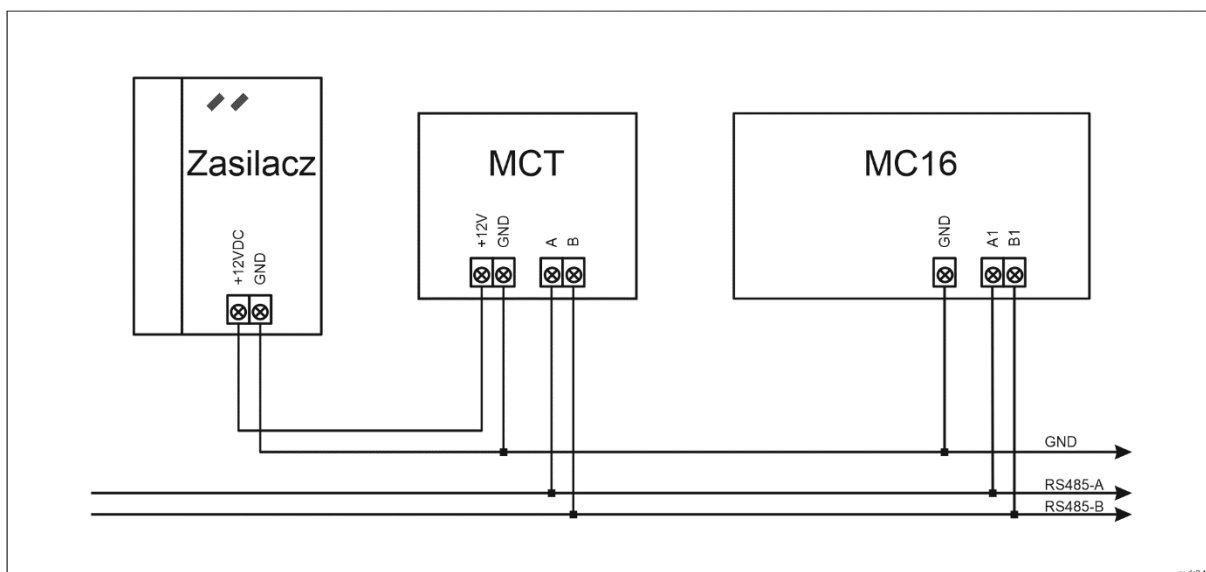 Zasilacz
+12VDC
GND
MCT
+12V
GND
A
B
MC16
GND
A1
B1
GND
RS485-A
RS485-B